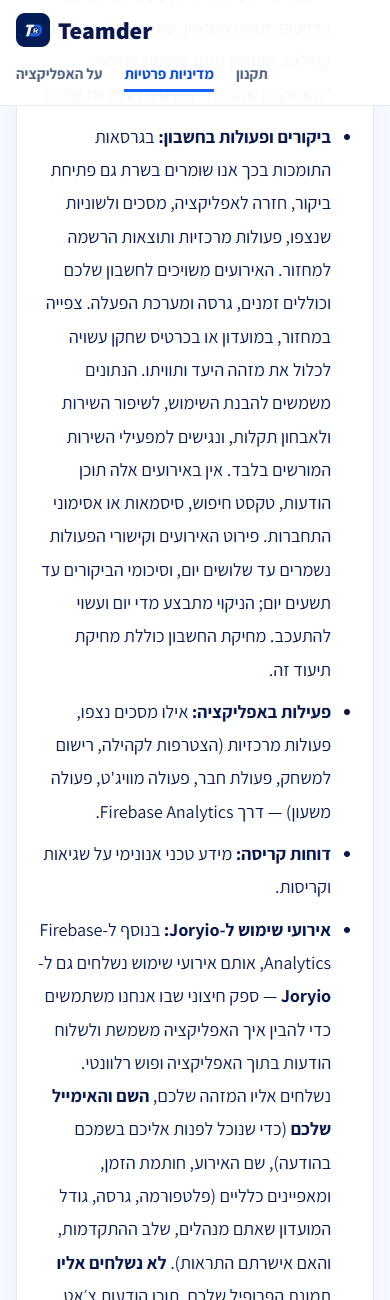 Teamder
על האפליקציה מדיניות פרטיות תקנון
• ביקורים ופעולות בחשבון: בגרסאות
התומכות בכך אנו שומרים בשרת גם פתיחת
ביקור, חזרה לאפליקציה, מסכים ולשוניות
שנצפו, פעולות מרכזיות ותוצאות הרשמה
למחזור. האירועים משויכים לחשבון שלכם
וכוללים זמנים, גרסה ומערכת הפעלה. צפייה
במחזור, במועדון או בכרטיס שחקן עשויה
לכלול את מזהה היעד ותוויתו. הנתונים
משמשים להבנת השימוש, לשיפור השירות
ולאבחון תקלות, ונגישים למפעילי השירות
המורשים בלבד. אין באירועים אלה תוכן
הודעות, טקסט חיפוש, סיסמאות או אסימוני
התחברות. פירוט האירועים וקישורי הפעולות
נשמרים עד שלושים יום, וסיכומי הביקורים עד
תשעים יום; הניקוי מתבצע מדי יום ועשוי
להתעכב. מחיקת החשבון כוללת מחיקת
תיעוד זה.
• פעילות באפליקציה: אילו מסכים נצפו,
פעולות מרכזיות (הצטרפות לקהילה, רישום
למשחק, פעולת חבר, פעולה מוויג'ט, פעולה
משעון) — דרך Firebase Analytics.
• דוחות קריסה: מידע טכני אנונימי על שגיאות
וקריסות.
• אירועי שימוש ל-Joryio: בנוסף ל-Firebase
Analytics, אותם אירועי שימוש נשלחים גם ל-
Joryio — ספק חיצוני שבו אנחנו משתמשים
כדי להבין איך האפליקציה משמשת ולשלוח
הודעות בתוך האפליקציה ופוש רלוונטי.
נשלחים אליו המזהה שלכם, השם והאימייל
שלכם (כדי שנוכל לפנות אליכם בשמכם
בהודעה), שם האירוע, חותמת הזמן,
ומאפיינים כלליים (פלטפורמה, גרסה, גודל
המועדון שאתם מנהלים, שלב ההתקדמות,
והאם אישרתם התראות). לא נשלחים אליו
תמונת הפרופיל שלכם, תוכן הודעות צ׳אט